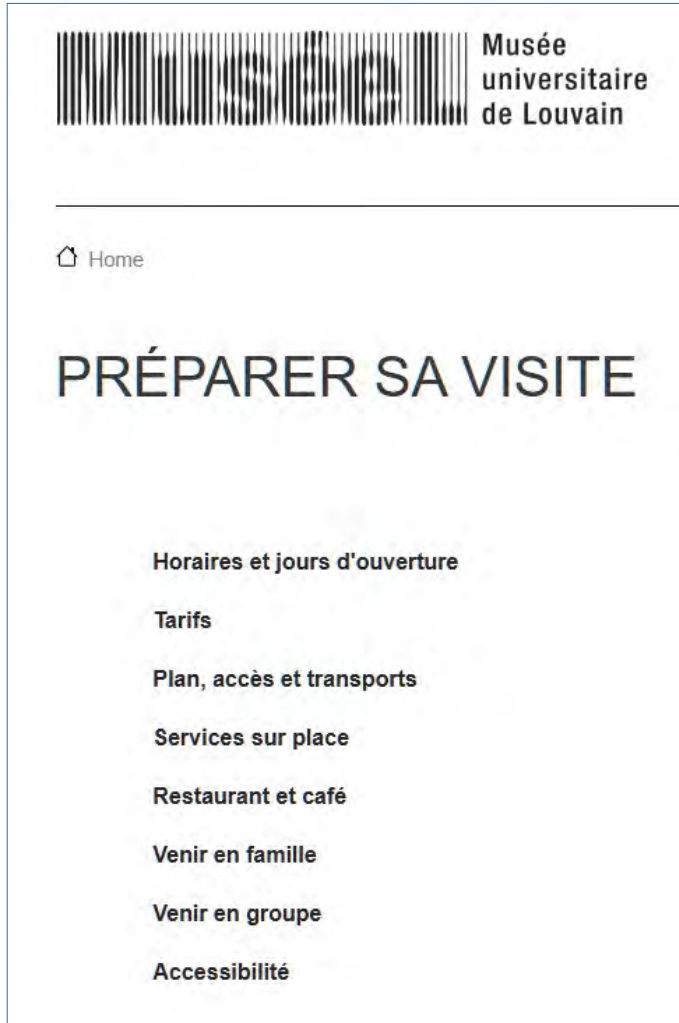 Musée L
Musée
universitaire
de Louvain
Home
PRÉPARER SA VISITE
Horaires et jours d'ouverture
Tarifs
Plan, accès et transports
Services sur place
Restaurant et café
Venir en famille
Venir en groupe
Accessibilité